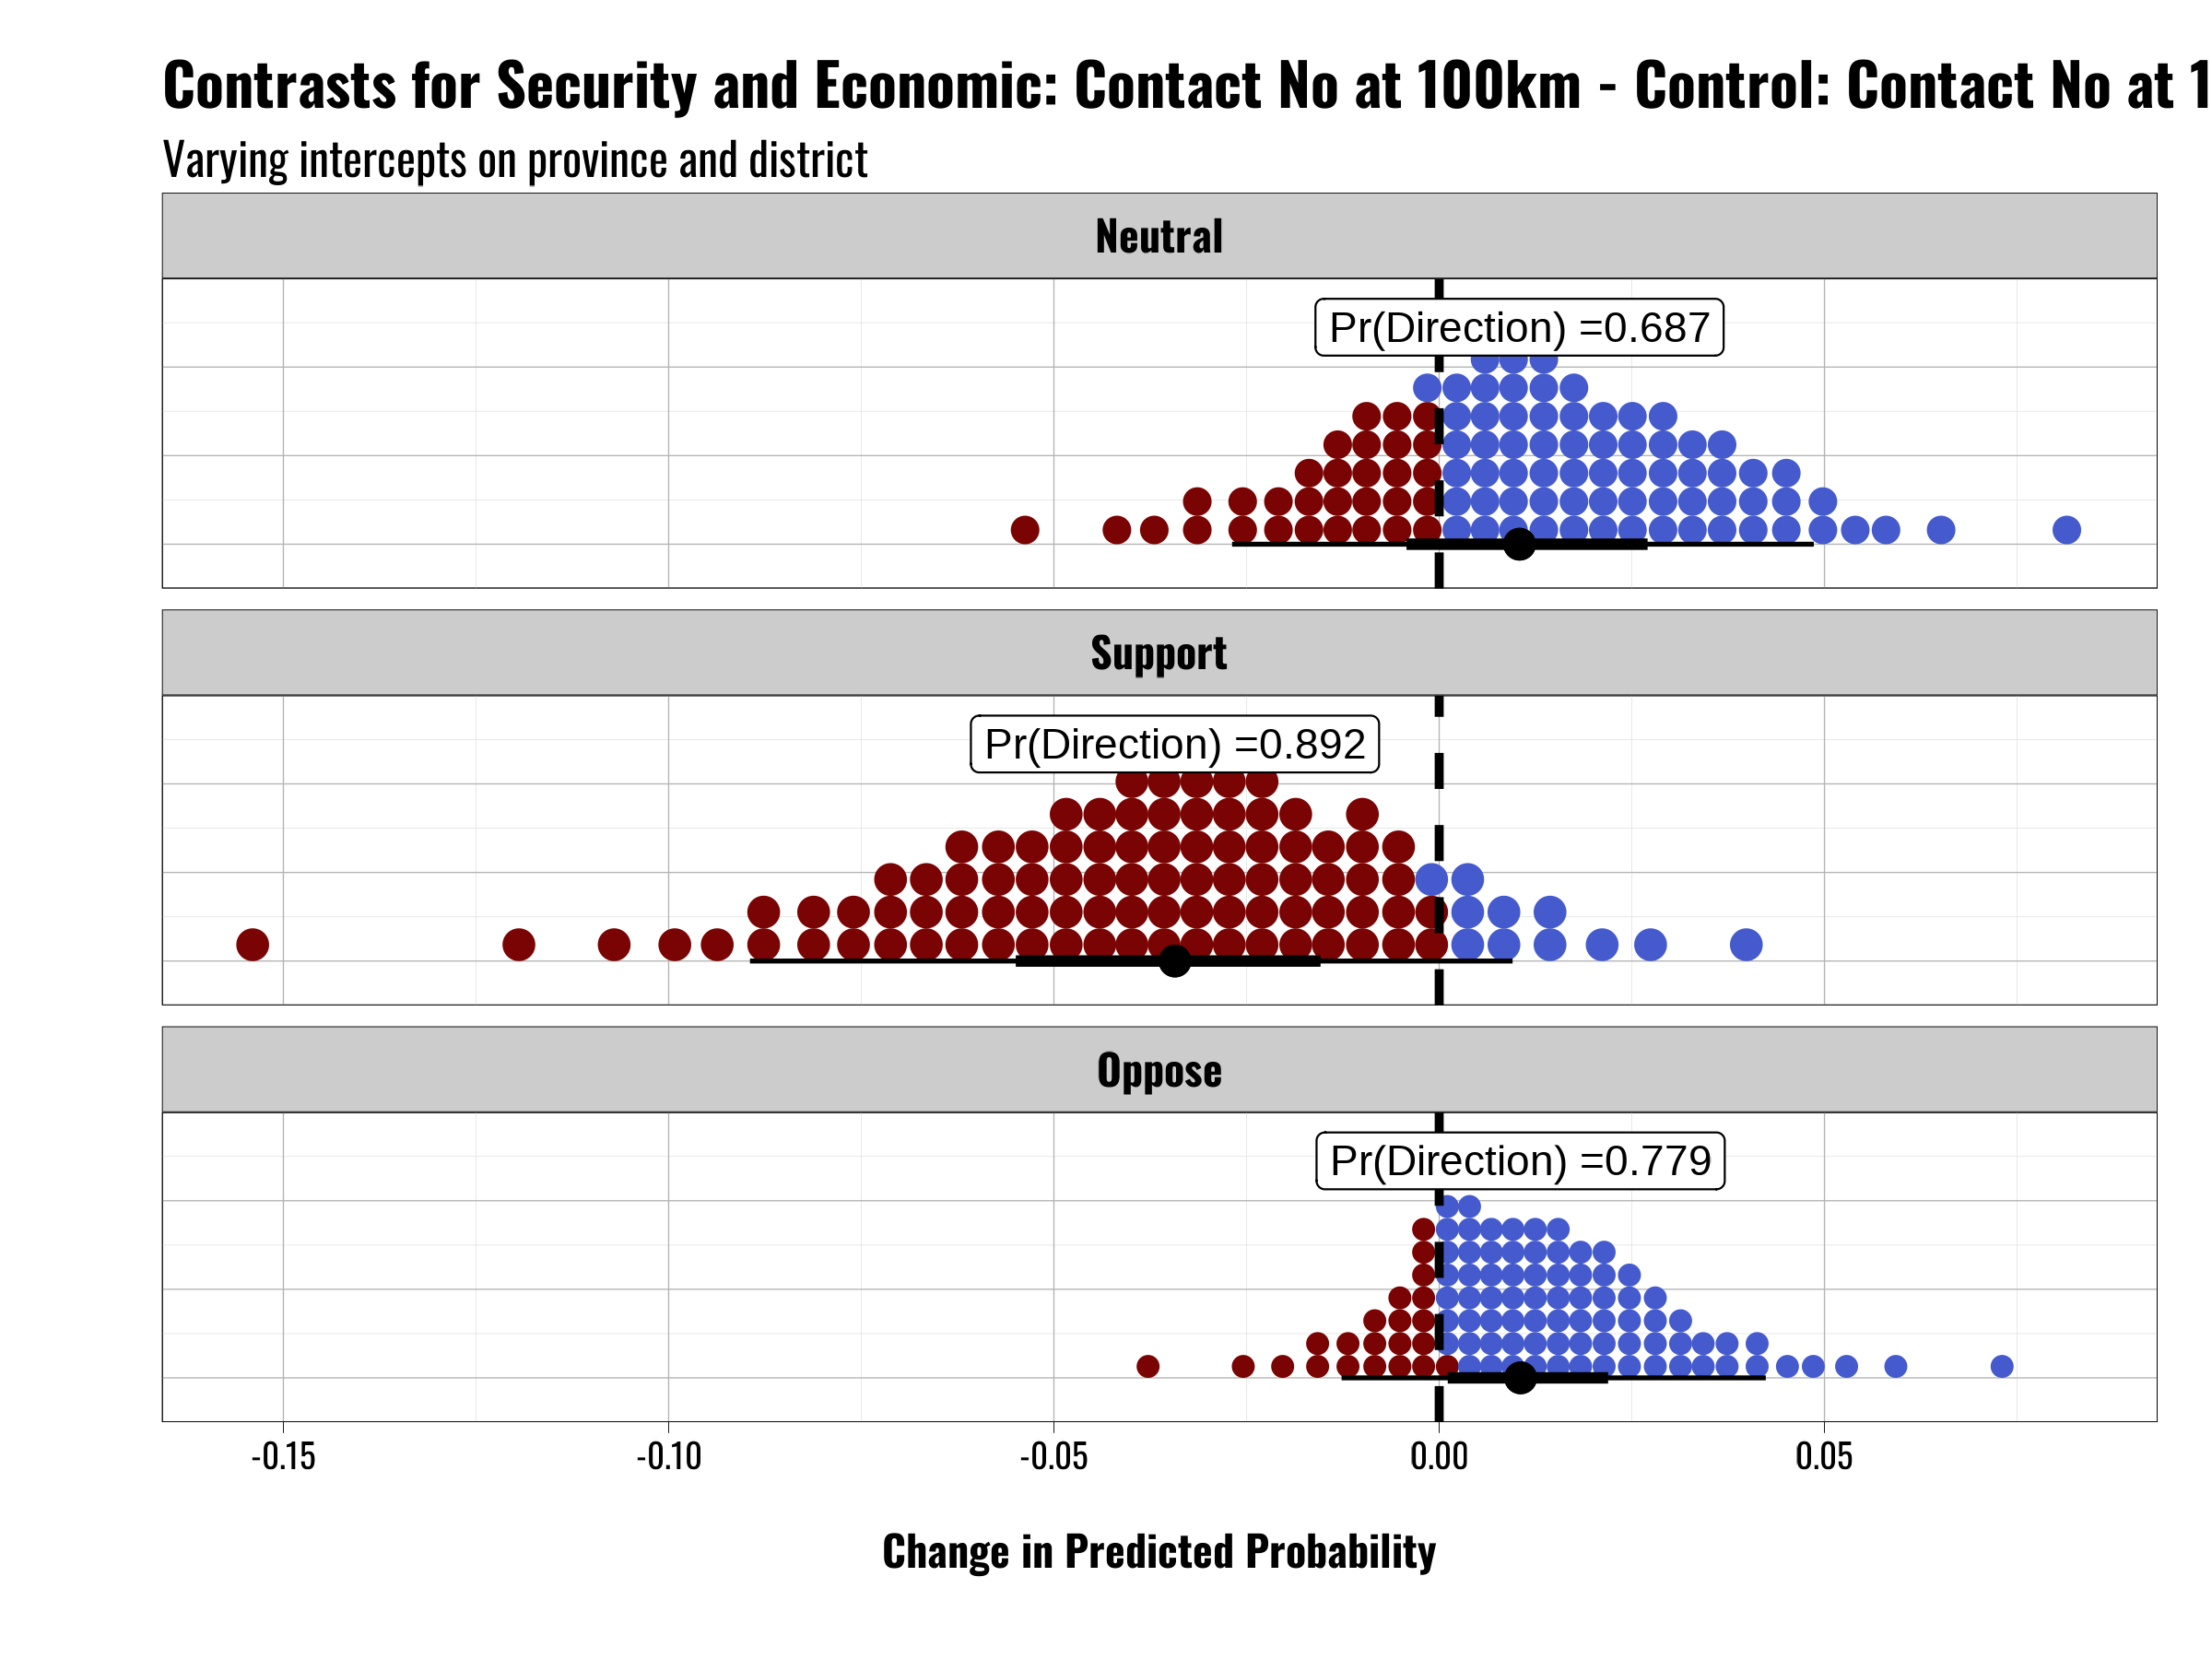 Contrasts for Security and Economic: Contact No at 100km - Control: Contact No at 1
Varying intercepts on province and district
Neutral
Pr(Direction) =0.687
Support
Pr(Direction) =0.892
Oppose
Pr(Direction) =0.779
-0.15 -0.10 -0.05 0.00 0.05
Change in Predicted Probability